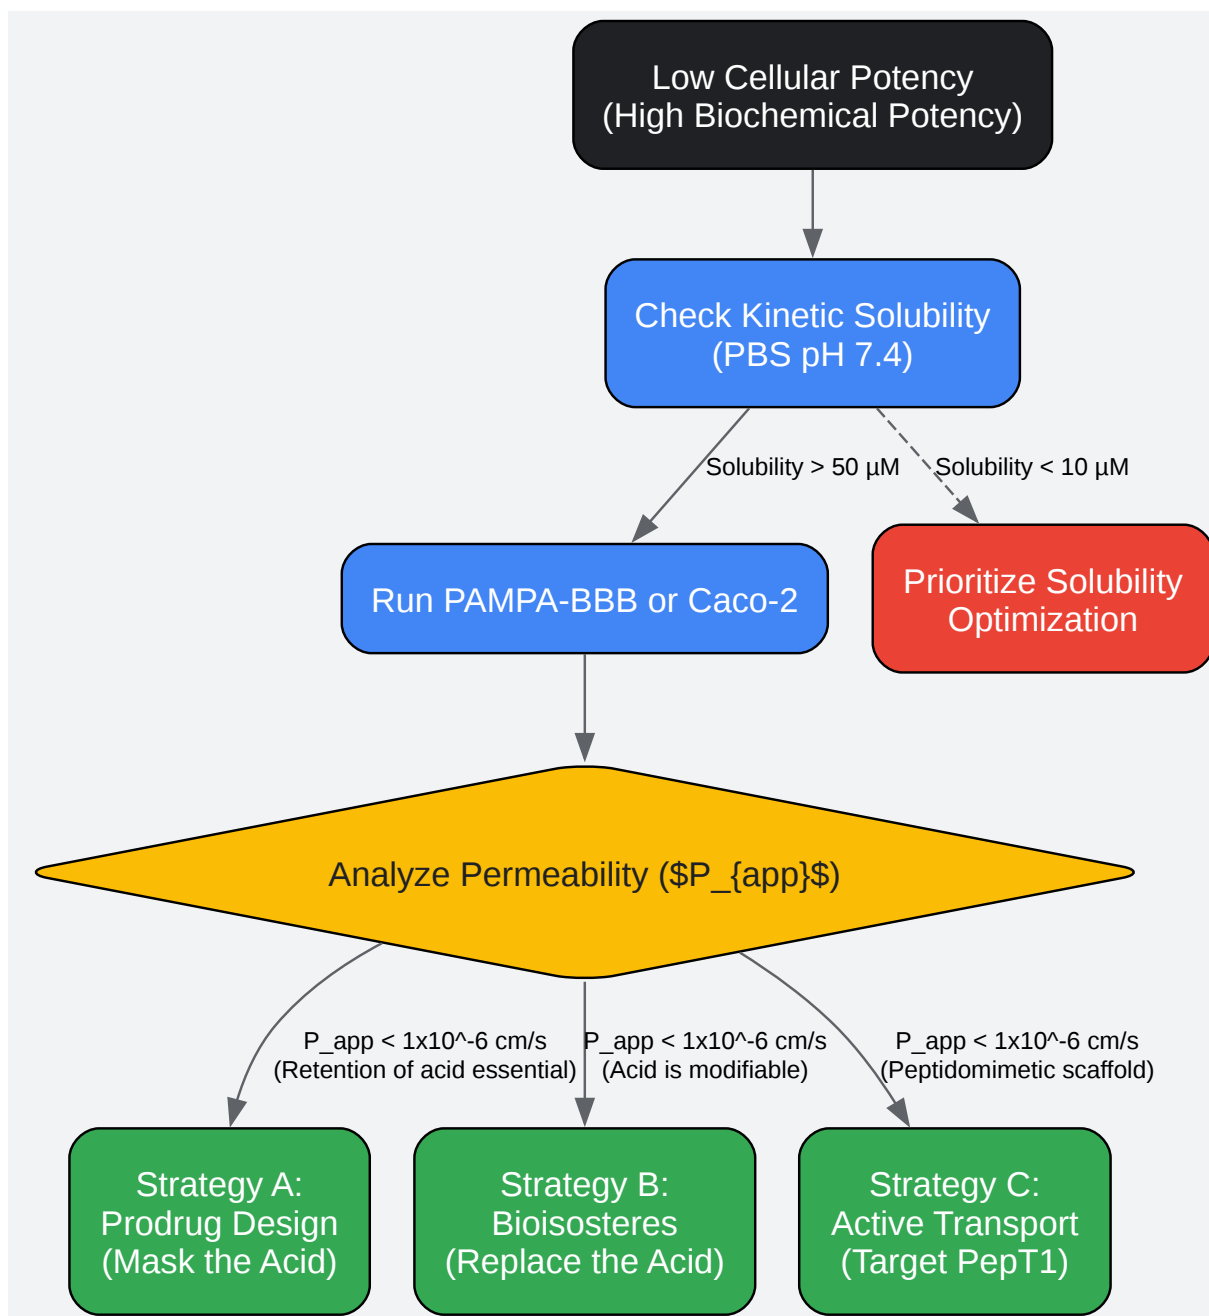 Low Cellular Potency
(High Biochemical Potency)
Check Kinetic Solubility
(PBS pH 7.4)
Solubility > 50 µM
Solubility < 10 µM
Run PAMPA-BBB or Caco-2
Prioritize Solubility
Optimization
Analyze Permeability ($P_{app}$)
P_app < 1x10^-6 cm/s
(Retention of acid essential)
P_app < 1x10^-6 cm/s
(Acid is modifiable)
P_app < 1x10^-6 cm/s
(Peptidomimetic scaffold)
Strategy A:
Prodrug Design
(Mask the Acid)
Strategy B:
Bioisosteres
(Replace the Acid)
Strategy C:
Active Transport
(Target PepT1)